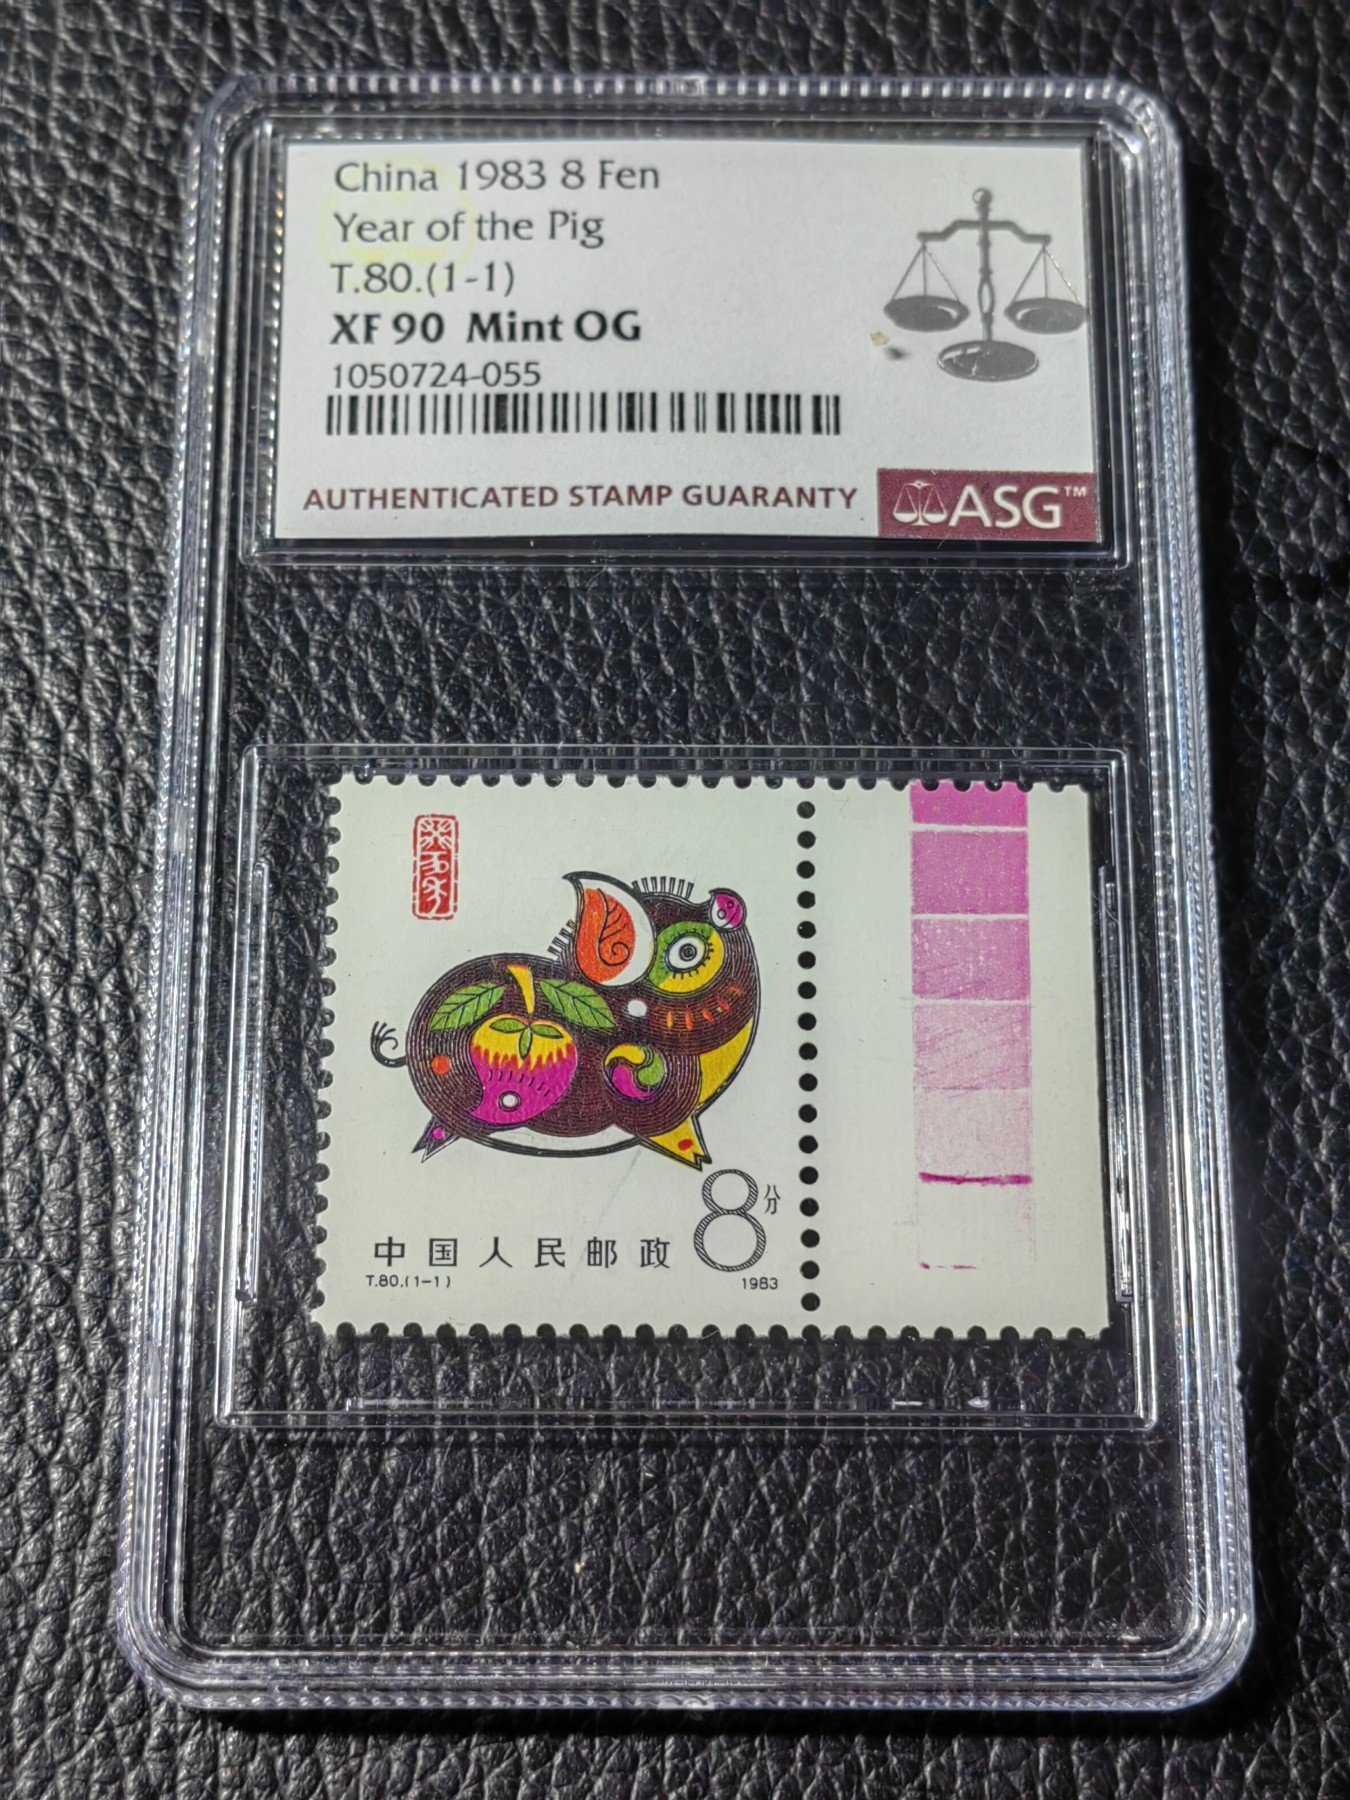 China 1983 8 Fen
Year of the Pig
T.80.(1-1)
XF 90 Mint OG
1050724-055
AUTHENTICATED STAMP GUARANTY
ASG™
8分
中国人民邮政
T.80.(1-1) 1983